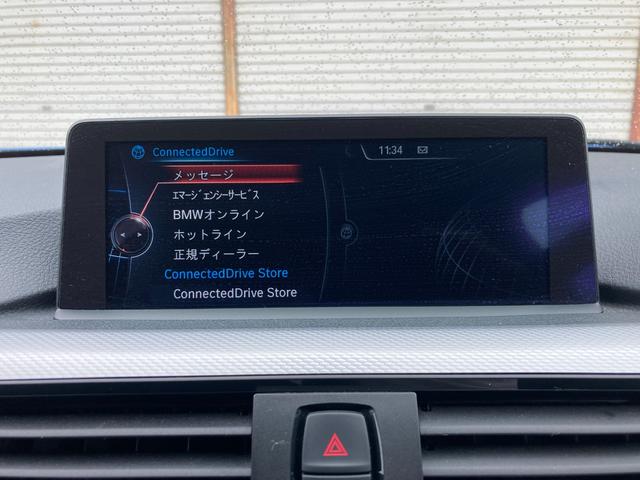 ConnectedDrive
11:34
メッセージ
ｴﾏｰｼﾞｪﾝｼｰｻｰﾋﾞｽ
BMWオンライン
ホットライン
正規ディーラー
ConnectedDrive Store
ConnectedDrive Store